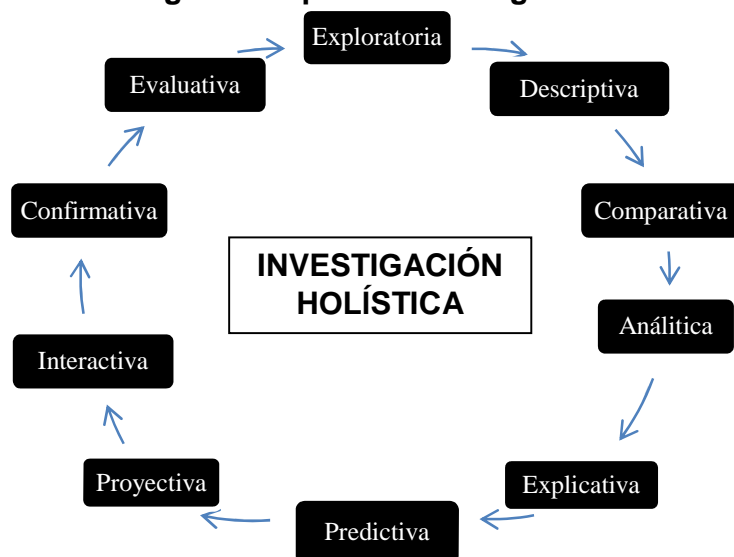 Exploratoria
Descriptiva
Comparativa
Análitica
Explicativa
Predictiva
Proyectiva
Interactiva
Confirmativa
Evaluativa
INVESTIGACIÓN
HOLÍSTICA